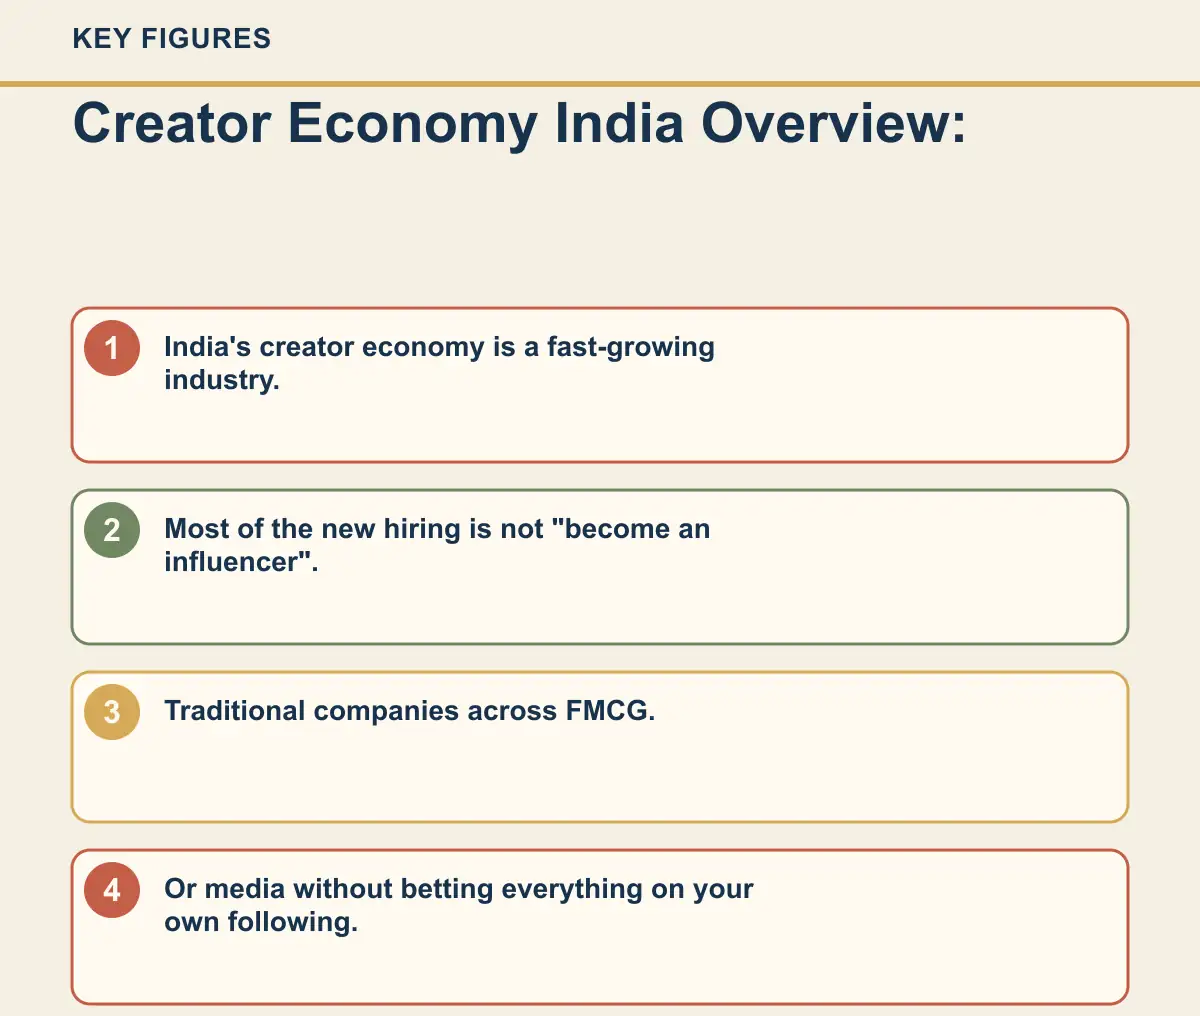 KEY FIGURES
Creator Economy India Overview:
1
India's creator economy is a fast-growing
industry.
2
Most of the new hiring is not "become an
influencer".
3
Traditional companies across FMCG.
4
Or media without betting everything on your
own following.